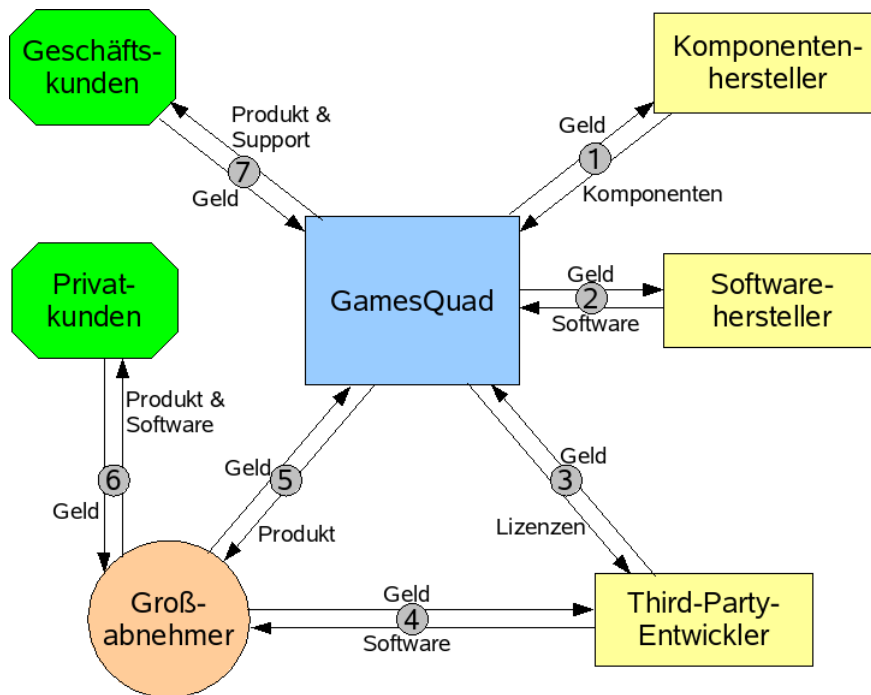 Geschäfts-
kunden
Komponenten-
hersteller
Produkt &
Support
Geld
7
Geld
1
Geld
Komponenten
Privat-
kunden
GamesQuad
Geld
2
Software
Software-
hersteller
Produkt &
Software
6
Geld
Geld
5
Produkt
Geld
3
Lizenzen
Groß-
abnehmer
Geld
4
Software
Third-Party-
Entwickler